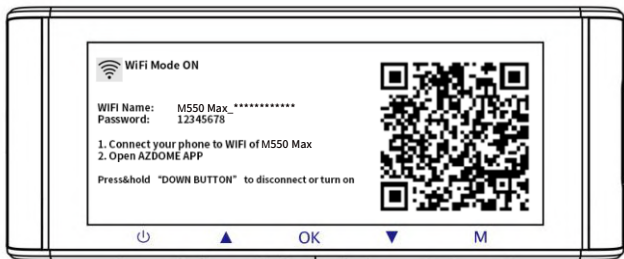 WiFi Mode ON
WIFI Name: M550 Max_************
Password: 12345678
1. Connect your phone to WIFI of M550 Max
2. Open AZDOME APP
Press&hold “DOWN BUTTON” to disconnect or turn on
OK M